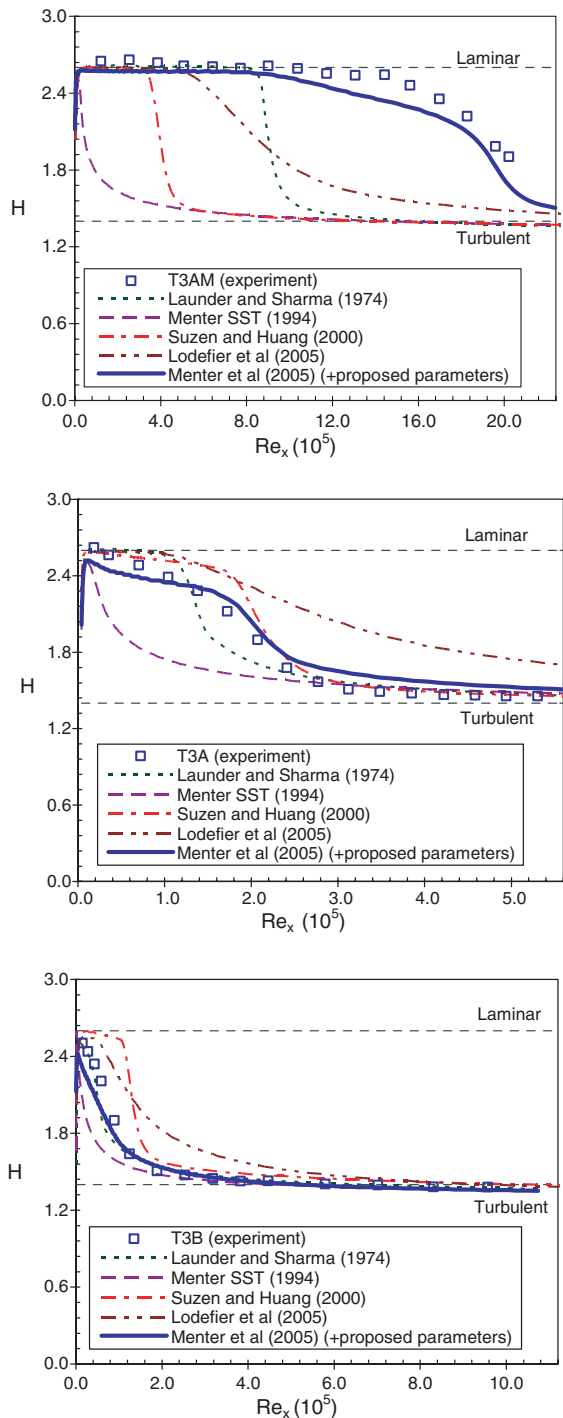 3.0
2.4
1.8
H
1.2
0.6
0.0
Laminar
Turbulent
T3AM (experiment)
Launder and Sharma (1974)
Menter SST (1994)
Suzen and Huang (2000)
Lodefier et al (2005)
Menter et al (2005) (+proposed parameters)
0.0 4.0 8.0 12.0 16.0 20.0
Re_x (10^5)
3.0
2.4
1.8
H
1.2
0.6
0.0
Laminar
Turbulent
T3A (experiment)
Launder and Sharma (1974)
Menter SST (1994)
Suzen and Huang (2000)
Lodefier et al (2005)
Menter et al (2005) (+proposed parameters)
0.0 1.0 2.0 3.0 4.0 5.0
Re_x (10^5)
3.0
2.4
1.8
H
1.2
0.6
0.0
Laminar
Turbulent
T3B (experiment)
Launder and Sharma (1974)
Menter SST (1994)
Suzen and Huang (2000)
Lodefier et al (2005)
Menter et al (2005) (+proposed parameters)
0.0 2.0 4.0 6.0 8.0 10.0
Re_x (10^5)